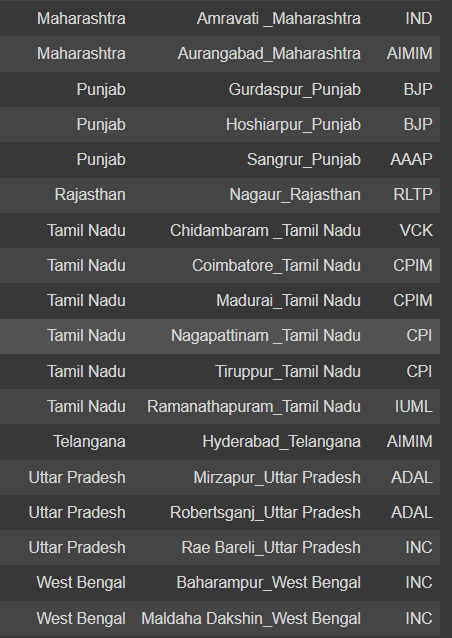 Maharashtra Amravati _Maharashtra IND
Maharashtra Aurangabad_Maharashtra AIMIM
Punjab Gurdaspur_Punjab BJP
Punjab Hoshiarpur_Punjab BJP
Punjab Sangrur_Punjab AAAP
Rajasthan Nagaur_Rajasthan RLTP
Tamil Nadu Chidambaram _Tamil Nadu VCK
Tamil Nadu Coimbatore_Tamil Nadu CPIM
Tamil Nadu Madurai_Tamil Nadu CPIM
Tamil Nadu Nagapattinam _Tamil Nadu CPI
Tamil Nadu Tiruppur_Tamil Nadu CPI
Tamil Nadu Ramanathapuram_Tamil Nadu IUML
Telangana Hyderabad_Telangana AIMIM
Uttar Pradesh Mirzapur_Uttar Pradesh ADAL
Uttar Pradesh Robertsganj_Uttar Pradesh ADAL
Uttar Pradesh Rae Bareli_Uttar Pradesh INC
West Bengal Baharampur_West Bengal INC
West Bengal Maldaha Dakshin_West Bengal INC